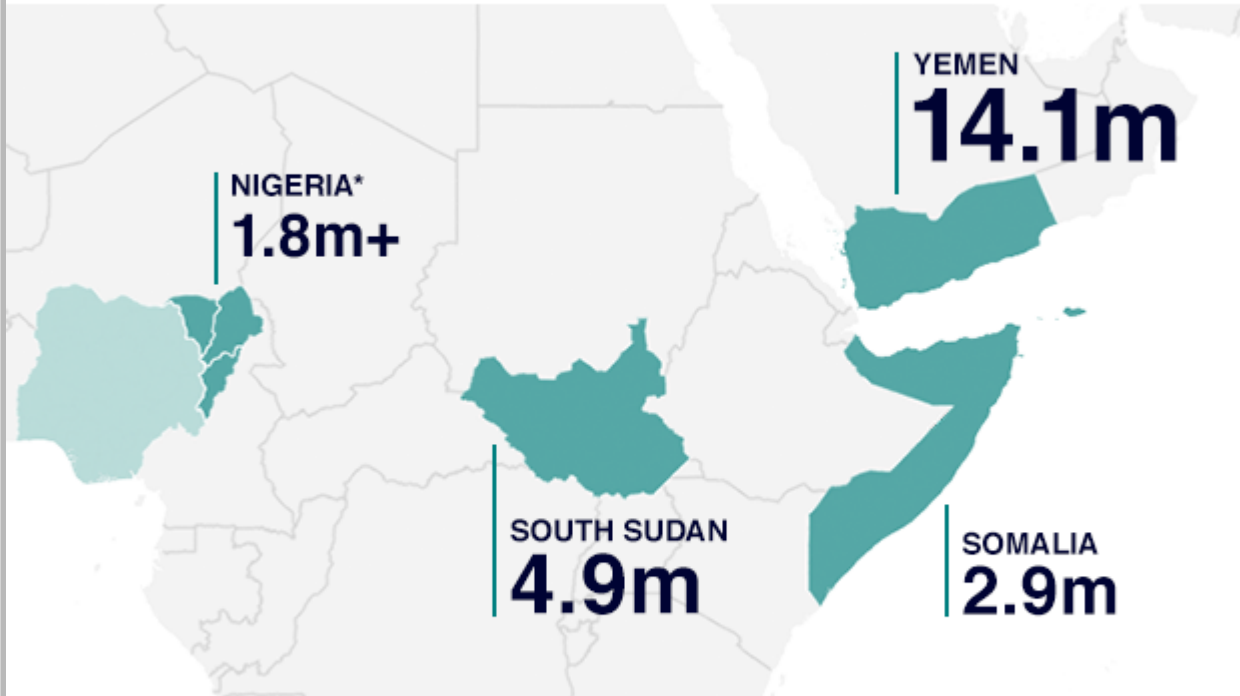 YEMEN
14.1m
NIGERIA*
1.8m+
SOUTH SUDAN
4.9m
SOMALIA
2.9m